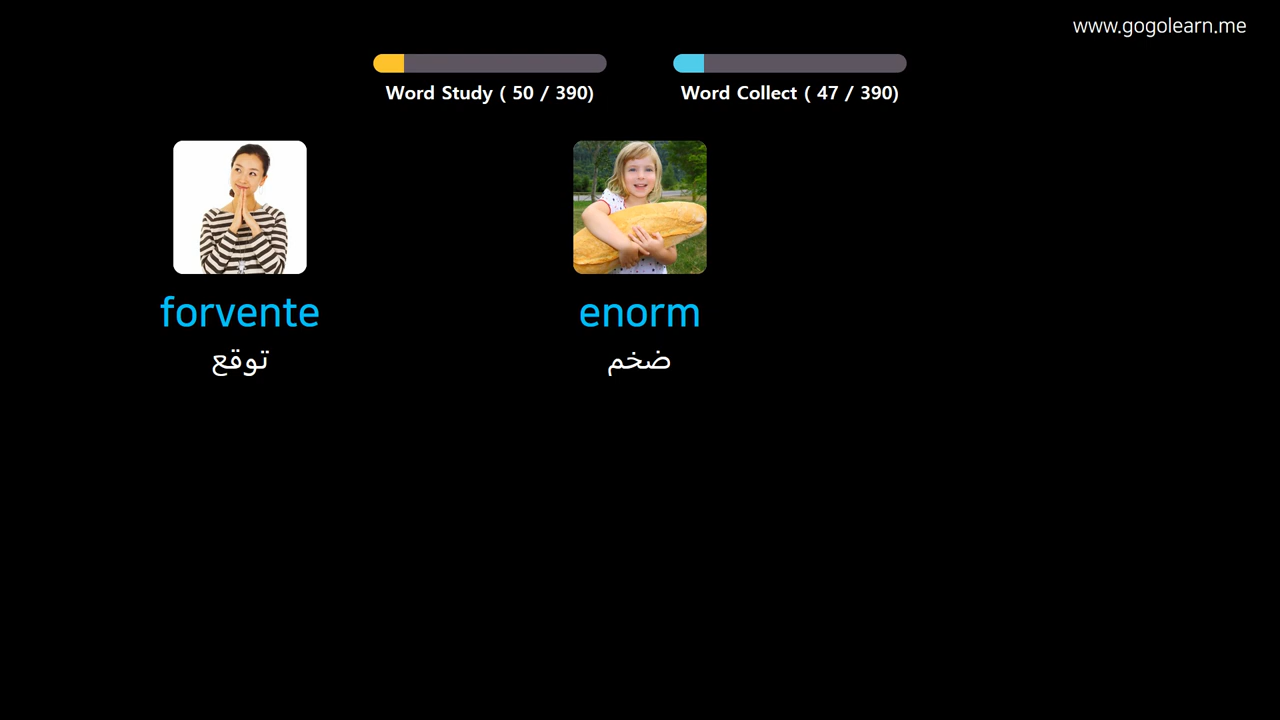 www.gogolearn.me
Word Study ( 50 / 390)
Word Collect ( 47 / 390)
forvente
توقع
enorm
ضخم